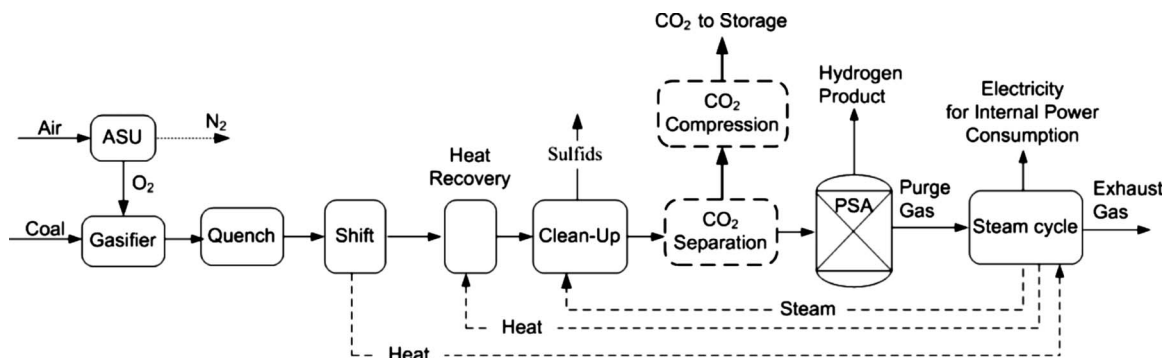 CO2 to Storage
CO2
Compression
Hydrogen
Product
Electricity
for Internal Power
Consumption
Air
ASU
N2
O2
Heat
Recovery
Sulfids
Coal
Gasifier
Quench
Shift
Clean-Up
CO2
Separation
PSA
Purge
Gas
Steam cycle
Exhaust
Gas
Steam
Heat
Heat